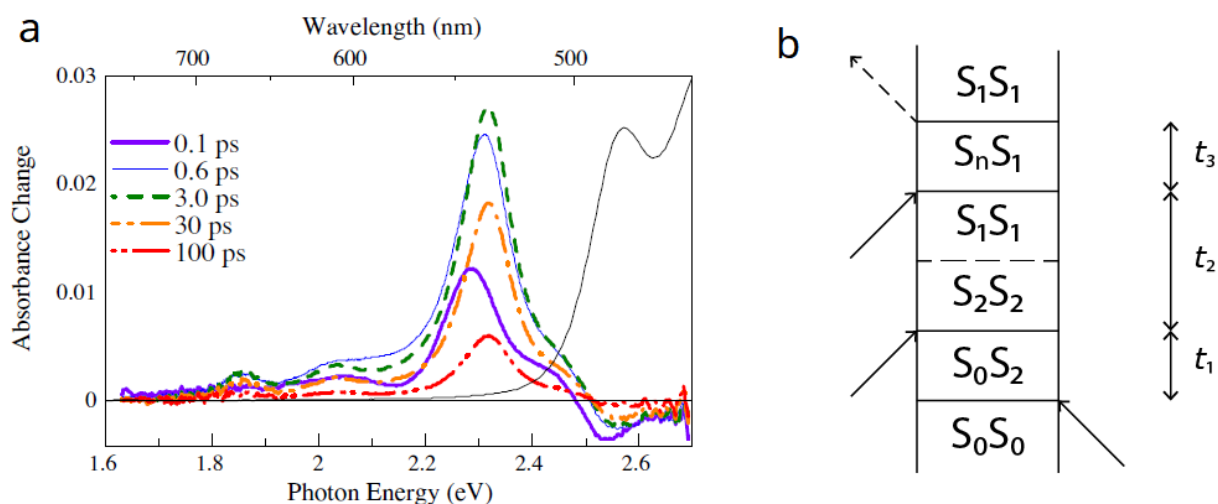 a
Wavelength (nm)
700 600 500
0.03
0.02
0.01
0
Absorbance Change
0.1 ps
0.6 ps
3.0 ps
30 ps
100 ps
1.6 1.8 2 2.2 2.4 2.6
Photon Energy (eV)
b
S₁S₁
SₙS₁
S₁S₁
S₂S₂
S₀S₂
S₀S₀
t₃
t₂
t₁